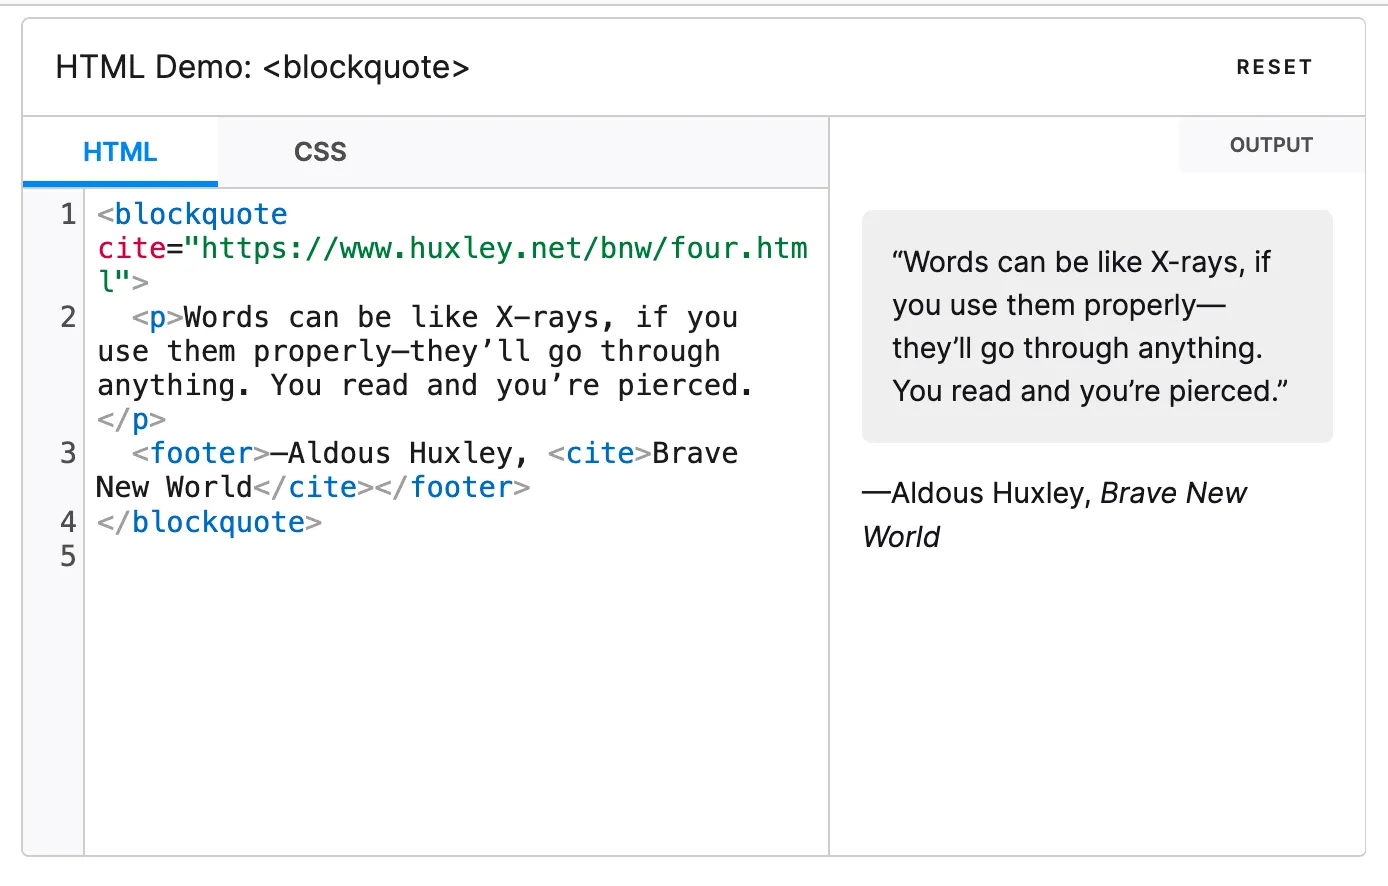 HTML Demo: <blockquote>
RESET
HTML
CSS
1 <blockquote
cite="https://www.huxley.net/bnw/four.htm
l">
2   <p>Words can be like X-rays, if you
use them properly—they’ll go through
anything. You read and you’re pierced.
</p>
3   <footer>—Aldous Huxley, <cite>Brave
New World</cite></footer>
4 </blockquote>
5
OUTPUT
“Words can be like X-rays, if
you use them properly—
they’ll go through anything.
You read and you’re pierced.”
—Aldous Huxley, Brave New
World